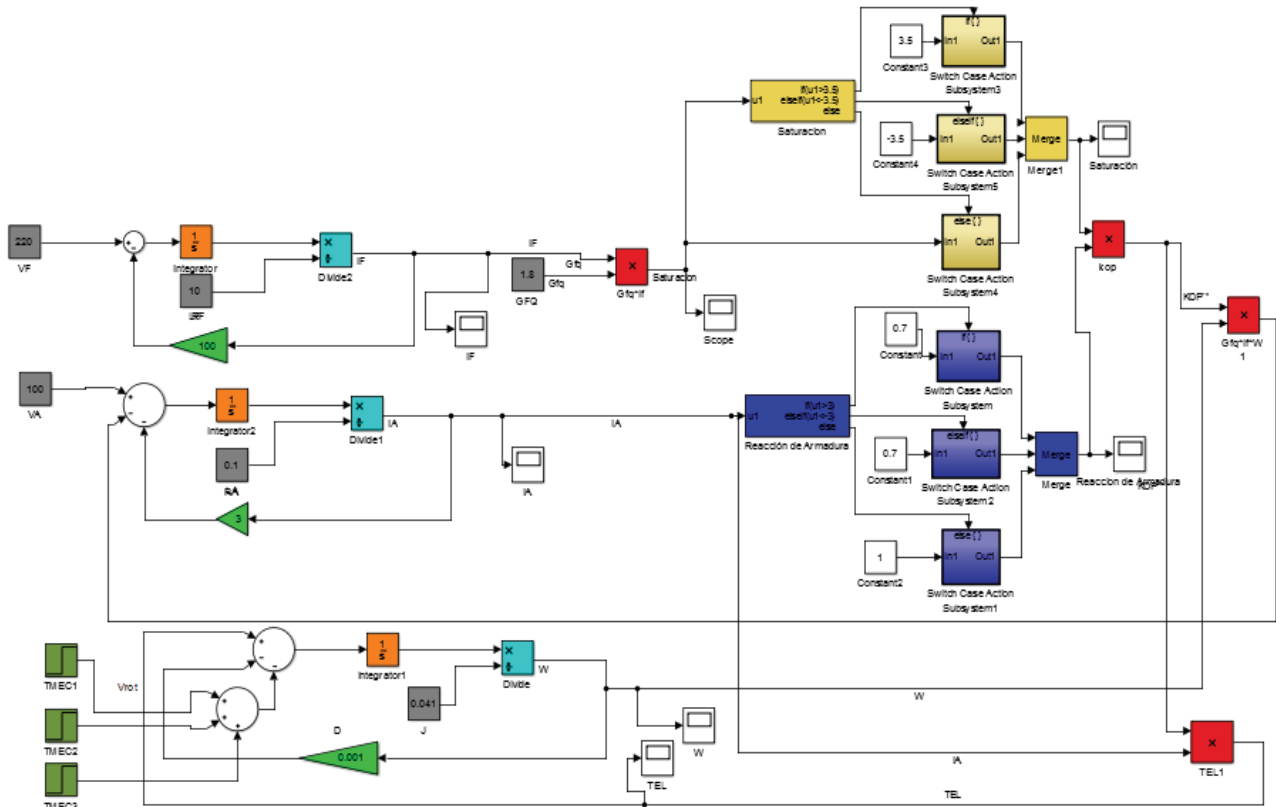 if { }
3.5
In1 Out1
Constant3
Switch Case Action
Subsystem3
if(u1>3.5)
u1 elseif(u1<-3.5)
else
Saturacion
elseif { }
-3.5
In1 Out1
Constant4
Switch Case Action
Subsystem5
Merge
Merge1
Saturación
else { }
In1 Out1
Switch Case Action
Subsystem4
220
VF
1
s
Integrator
10
×
÷
Divide2
IF
100
IF
IF
Gfq
1.8
Gfq
GFQ
×
Gfq*If
Saturacion
Scope
×
kop
KOP**
×
Gfq*If*W
1
100
VA
1
s
Integrator2
0.1
×
÷
Divide1
IA
3
IA
IA
if(u1>3)
u1 elseif(u1<-3)
else
Reacción de Armadura
0.7
Constant
if { }
In1 Out1
Switch Case Action
Subsystem
0.7
Constant1
elseif { }
In1 Out1
Switch Case Action
Subsystem2
Merge
Merge
Reaccion de Armadura
1
Constant2
else { }
In1 Out1
Switch Case Action
Subsystem1
TMEC1
TMEC2
TMEC3
Vrot
1
s
Integrator1
0.041
J
×
÷
Divide
W
D
0.001
W
TEL
W
IA
TEL
×
TEL1